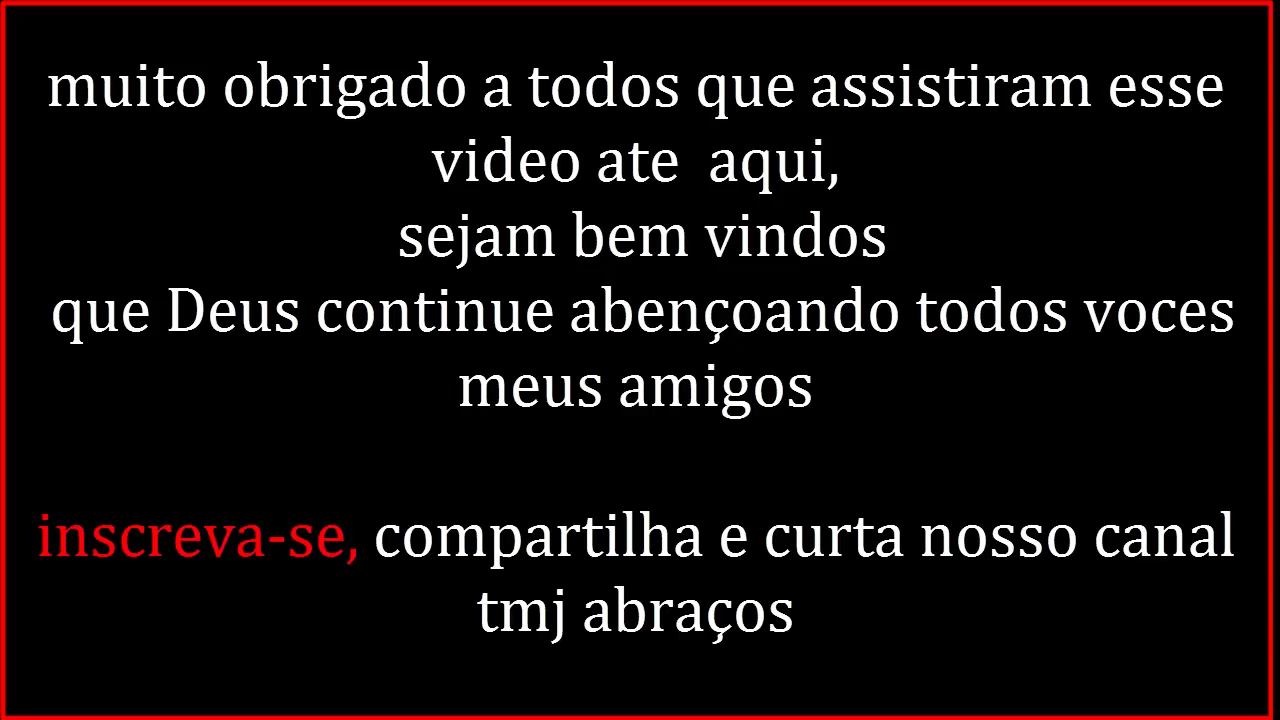 muito obrigado a todos que assistiram esse
video ate  aqui,
sejam bem vindos
que Deus continue abençoando todos voces
meus amigos
inscreva-se, compartilha e curta nosso canal
tmj abraços